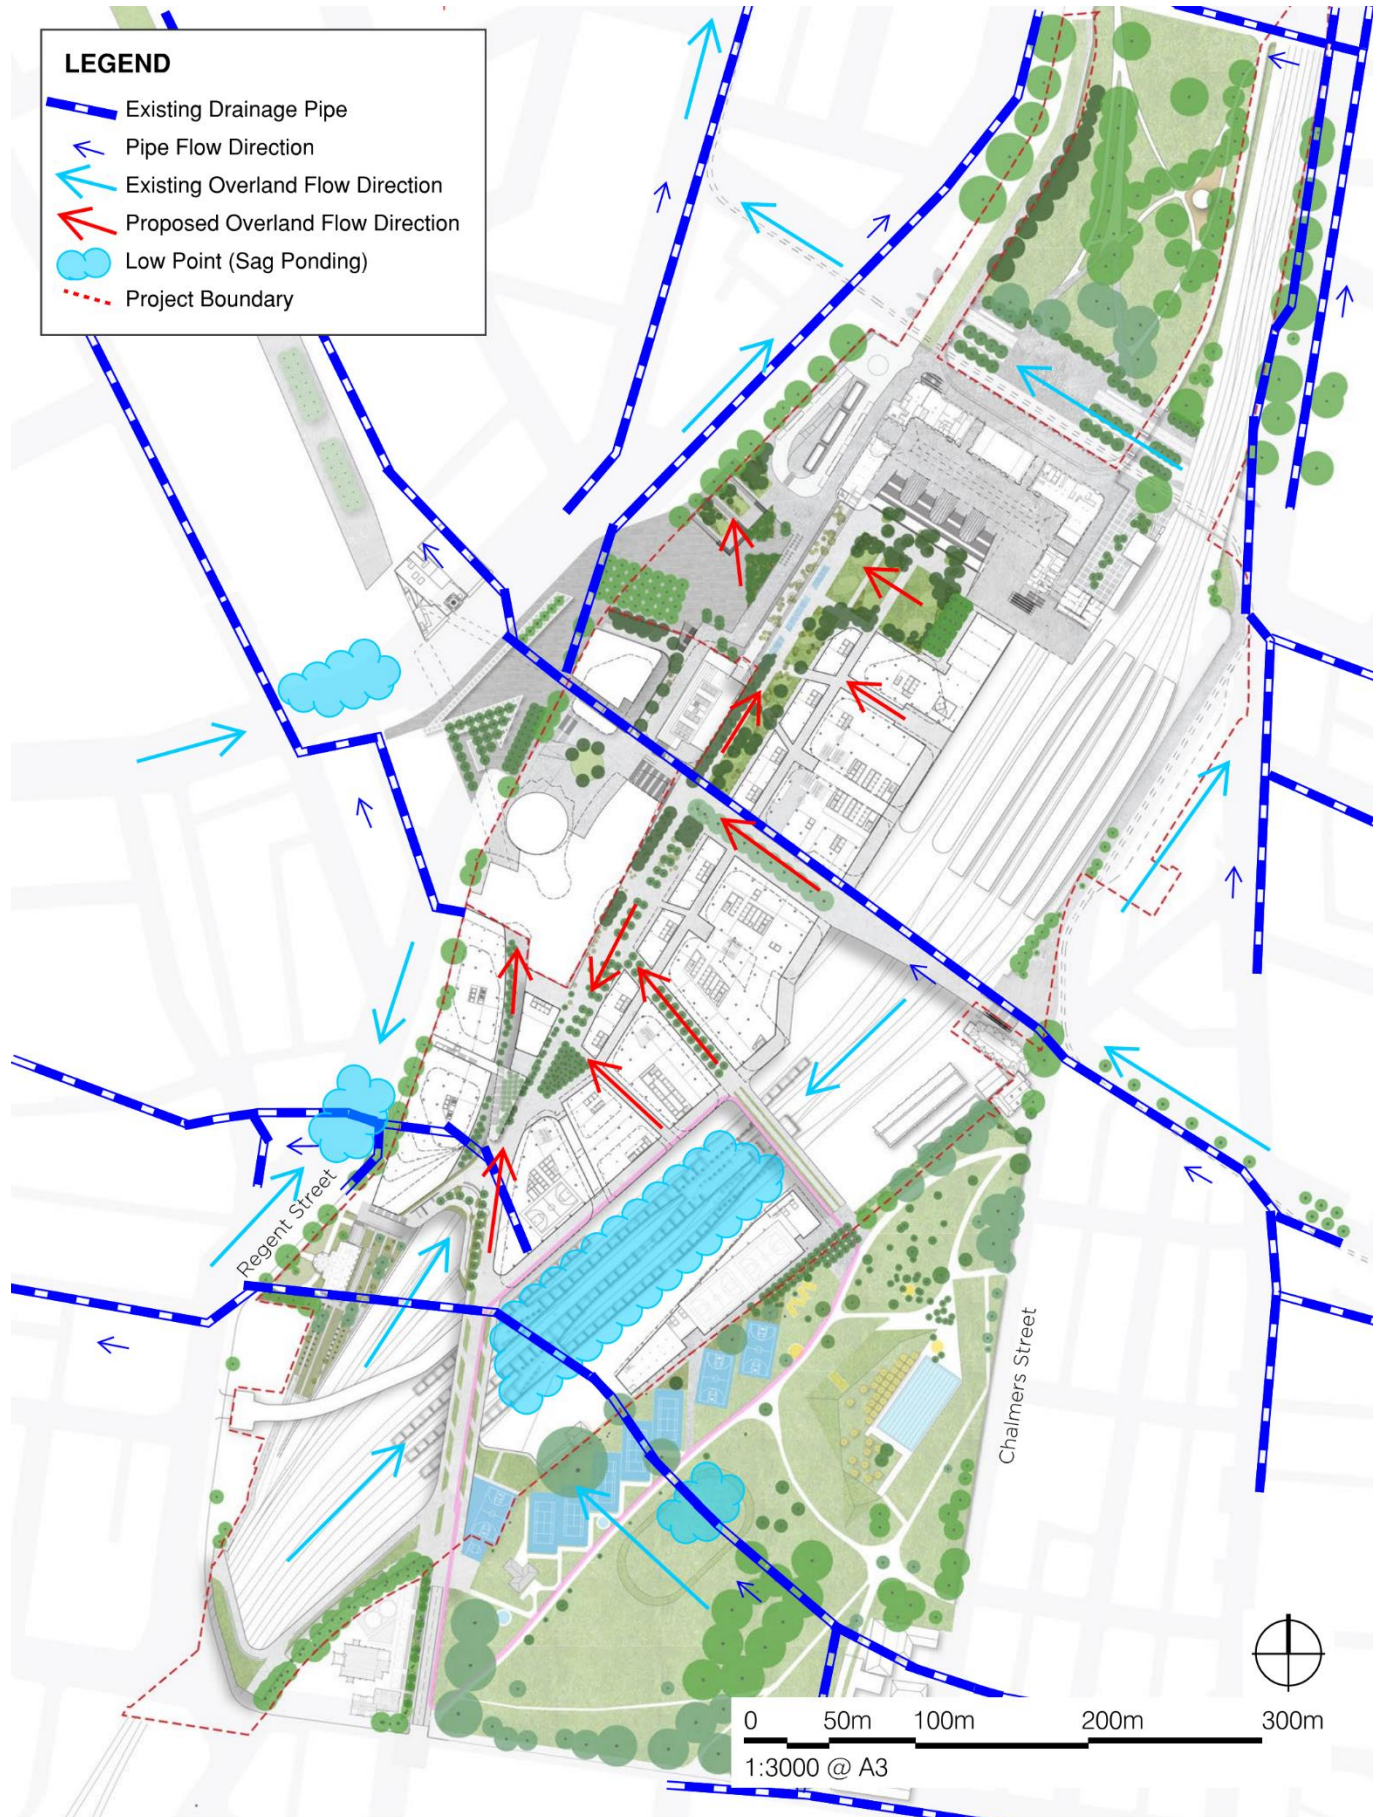 LEGEND
Existing Drainage Pipe
Pipe Flow Direction
Existing Overland Flow Direction
Proposed Overland Flow Direction
Low Point (Sag Ponding)
Project Boundary
Regent Street
Chalmers Street
0 50m 100m 200m 300m
1:3000 @ A3